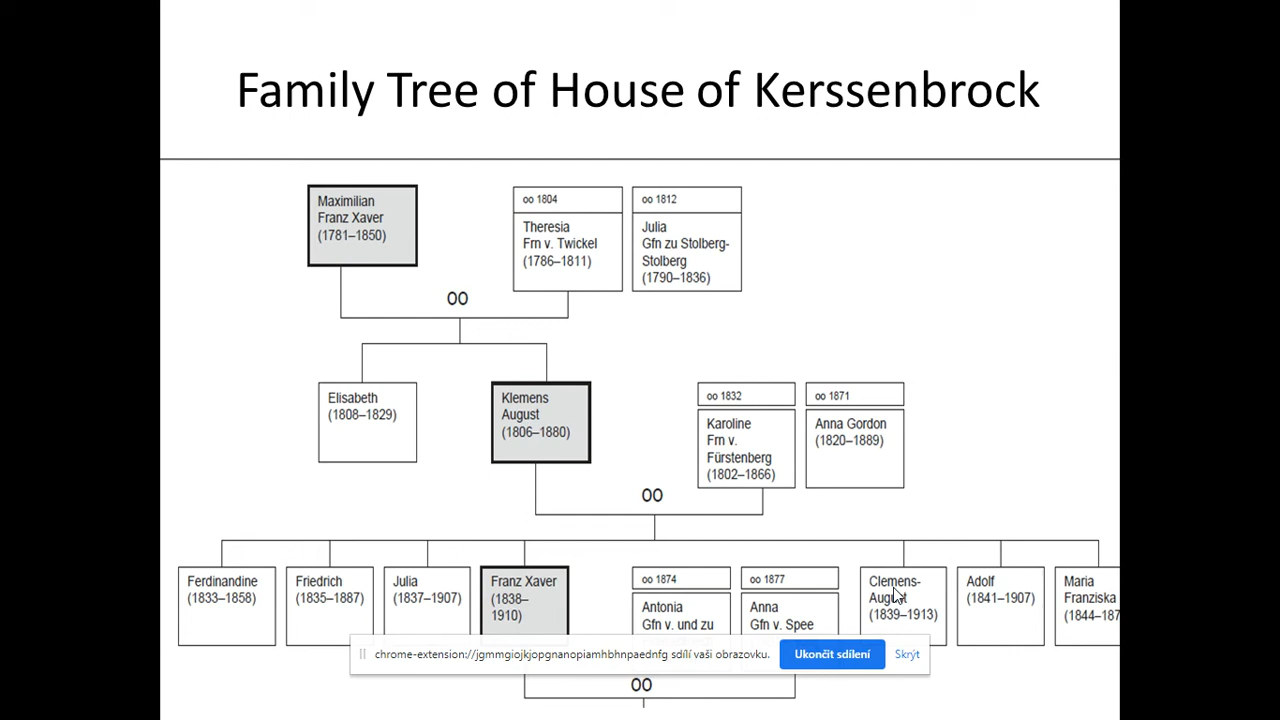 Family Tree of House of Kerssenbrock
Maximilian
Franz Xaver
(1781–1850)
oo 1804
Theresia
Frn v. Twickel
(1786–1811)
oo 1812
Julia
Gfn zu Stolberg-
Stolberg
(1790–1836)
OO
Elisabeth
(1808–1829)
Klemens
August
(1806–1880)
oo 1832
Karoline
Frn v.
Fürstenberg
(1802–1866)
oo 1871
Anna Gordon
(1820–1889)
OO
Ferdinandine
(1833–1858)
Friedrich
(1835–1887)
Julia
(1837–1907)
Franz Xaver
(1838–
1910)
oo 1874
Antonia
Gfn v. und zu
oo 1877
Anna
Gfn v. Spee
Clemens-
August
(1839–1913)
Adolf
(1841–1907)
Maria
Franziska
(1844–187
chrome-extension://jgmmgiojkjopgnanopiamhbhnpaednfg sdílí vaši obrazovku.
Ukončit sdílení
Skrýt
OO